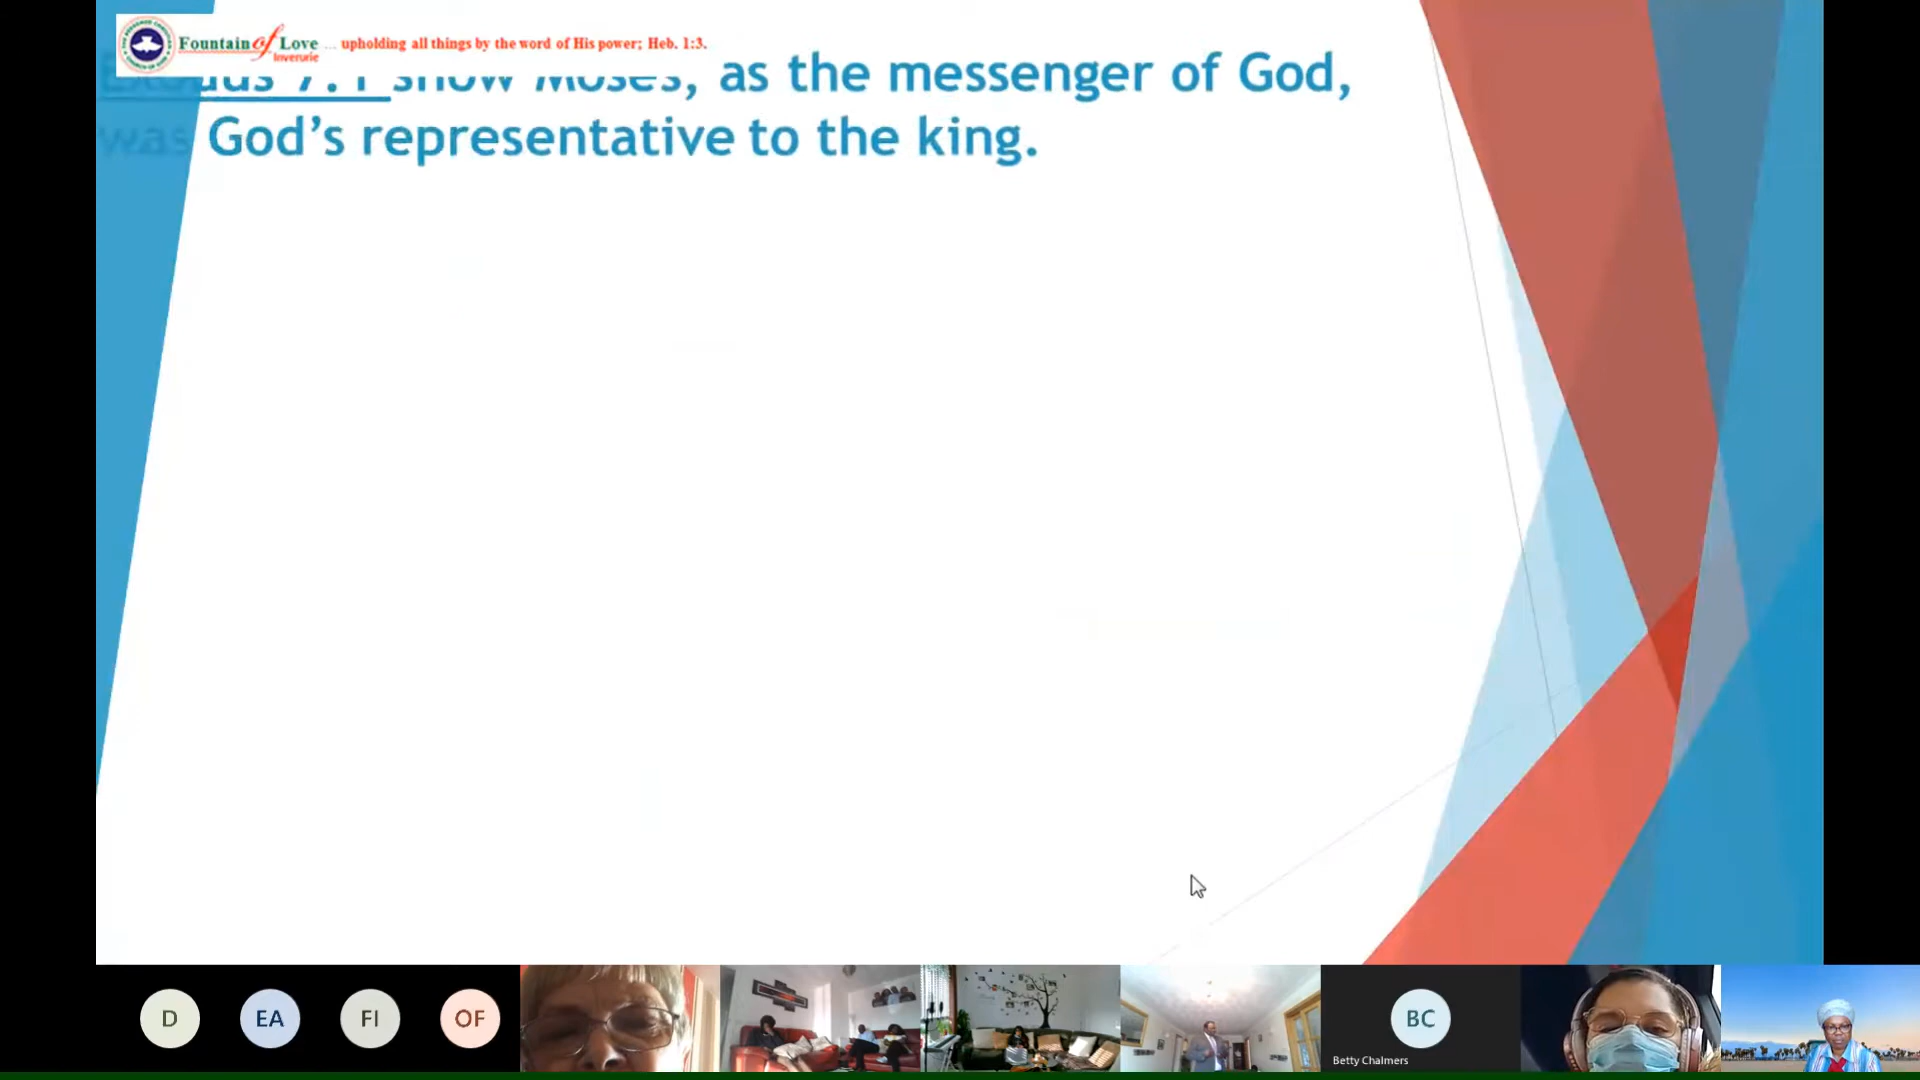 Fountain of Love ... upholding all things by the word of His power; Heb. 1:3.
Inverurie
Exodus 7:1 show Moses, as the messenger of God,
was God's representative to the king.
D EA FI OF BC
Betty Chalmers